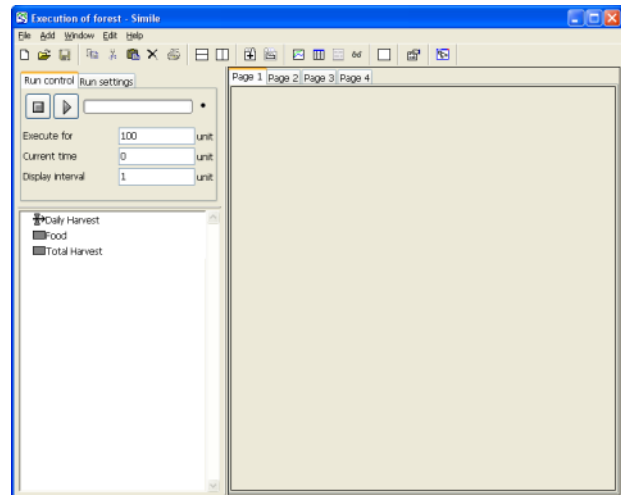 Execution of forest - Simile
File Add Window Edit Help
Run control Run settings
Page 1 Page 2 Page 3 Page 4
Execute for 100 unit
Current time 0 unit
Display interval 1 unit
Daily Harvest
Food
Total Harvest